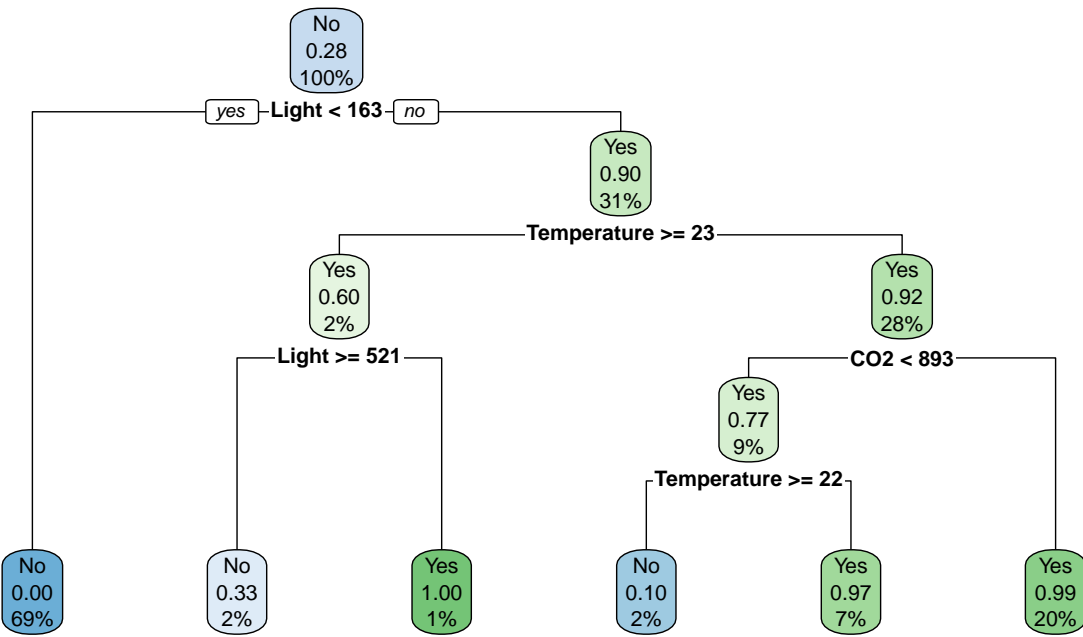 No
0.28
100%
yes Light < 163 no
Yes
0.90
31%
Temperature >= 23
Yes
0.60
2%
Yes
0.92
28%
Light >= 521
CO2 < 893
Yes
0.77
9%
Temperature >= 22
No
0.00
69%
No
0.33
2%
Yes
1.00
1%
No
0.10
2%
Yes
0.97
7%
Yes
0.99
20%